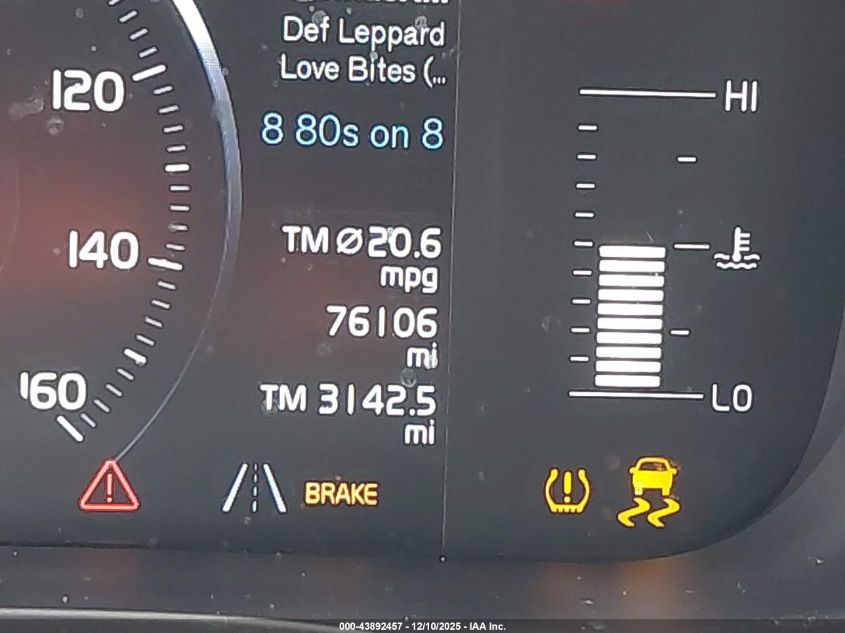 Def Leppard
Love Bites (...
8 80s on 8
120
140
160
TM Ø 20.6
mpg
76106
mi
TM 3142.5
mi
BRAKE
HI
LO
000-43892457 - 12/10/2025 - IAA Inc.